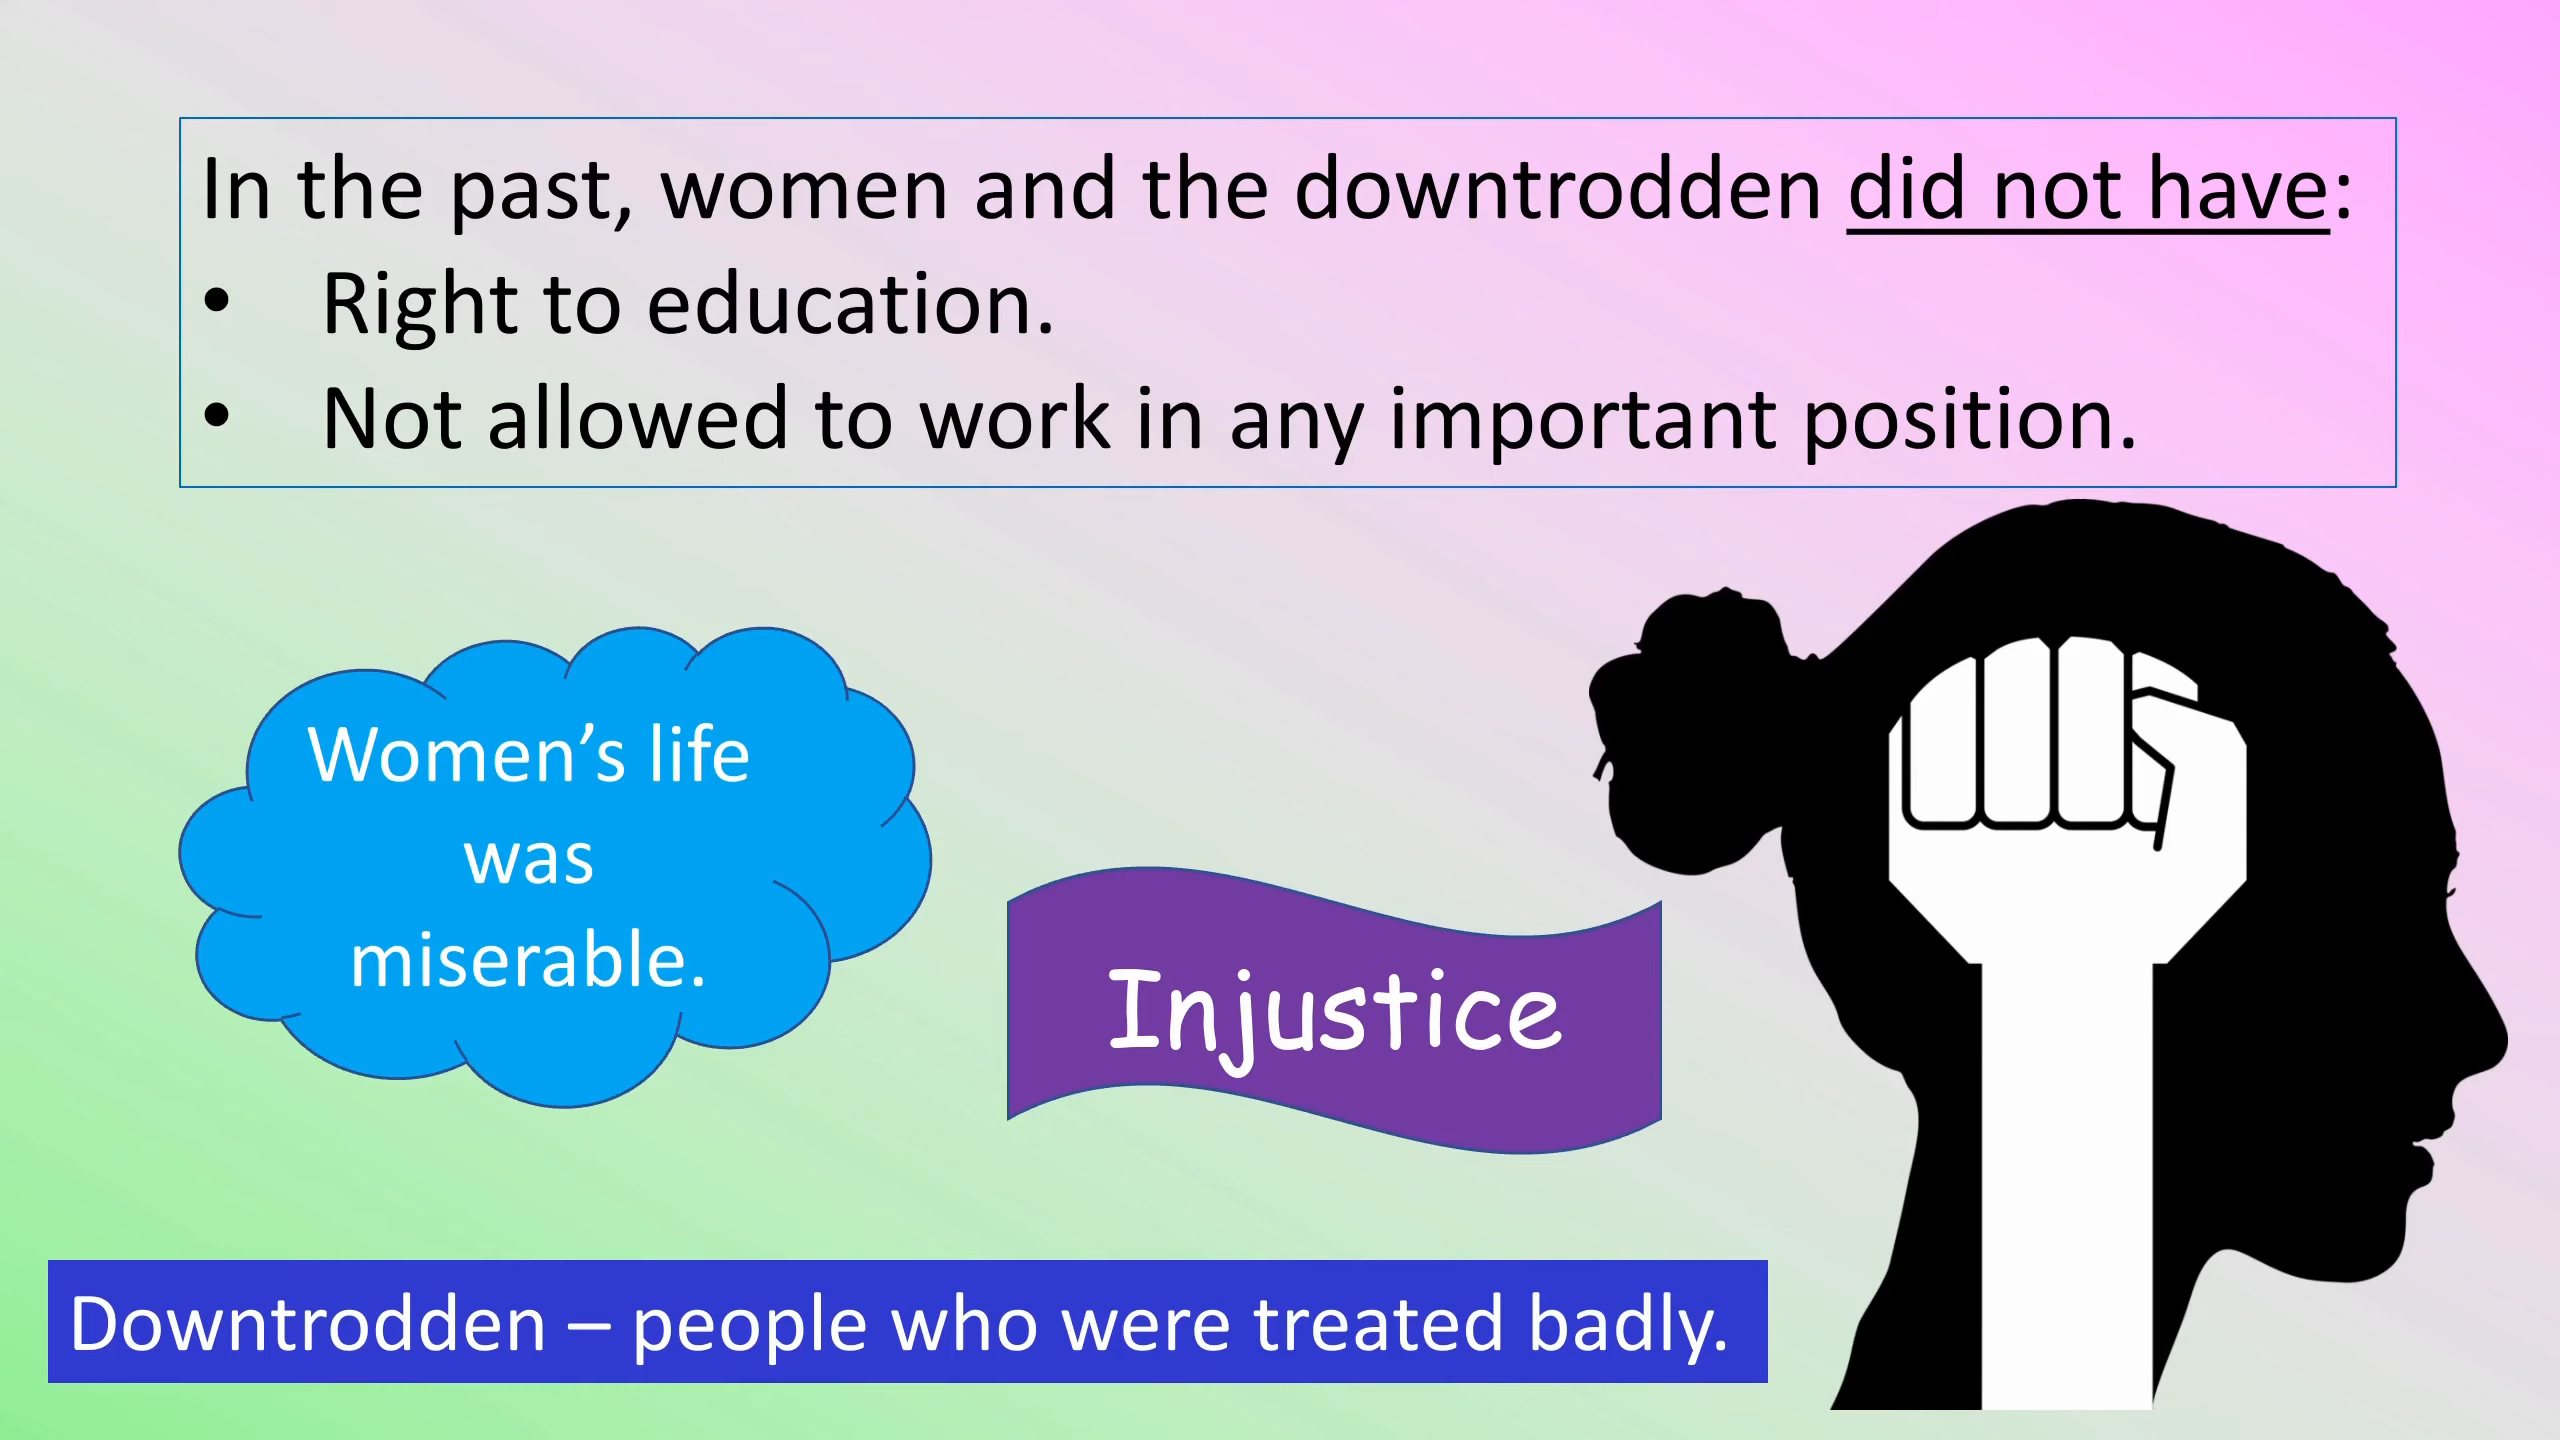 In the past, women and the downtrodden did not have:
• Right to education.
• Not allowed to work in any important position.
Women’s life
was
miserable.
Injustice
Downtrodden – people who were treated badly.